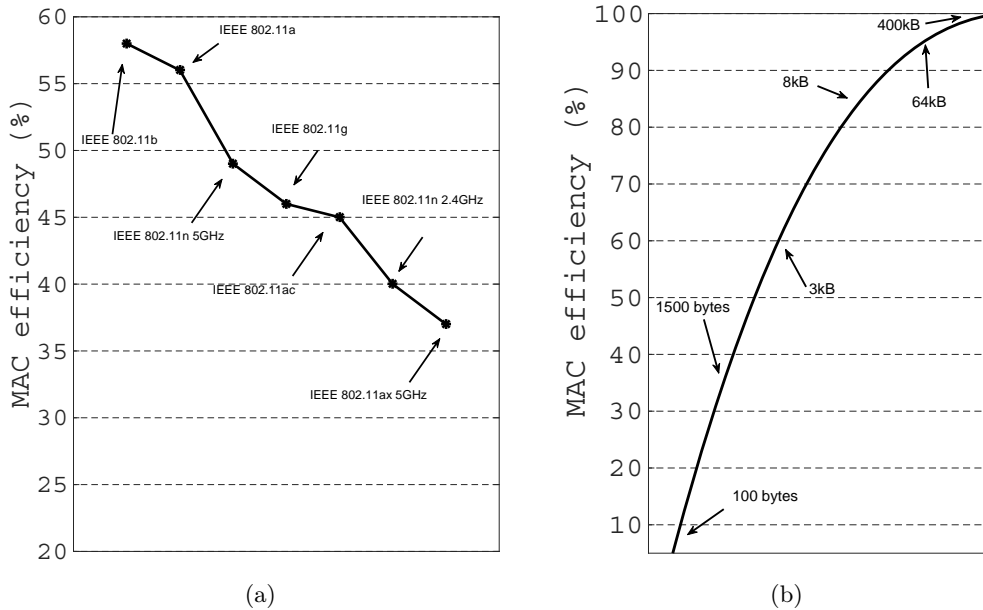 MAC efficiency (%)
60
55
50
45
40
35
30
25
20
IEEE 802.11a
IEEE 802.11b
IEEE 802.11g
IEEE 802.11n 2.4GHz
IEEE 802.11n 5GHz
IEEE 802.11ac
IEEE 802.11ax 5GHz
(a)
MAC efficiency (%)
100
90
80
70
60
50
40
30
20
10
400kB
8kB
64kB
3kB
1500 bytes
100 bytes
(b)